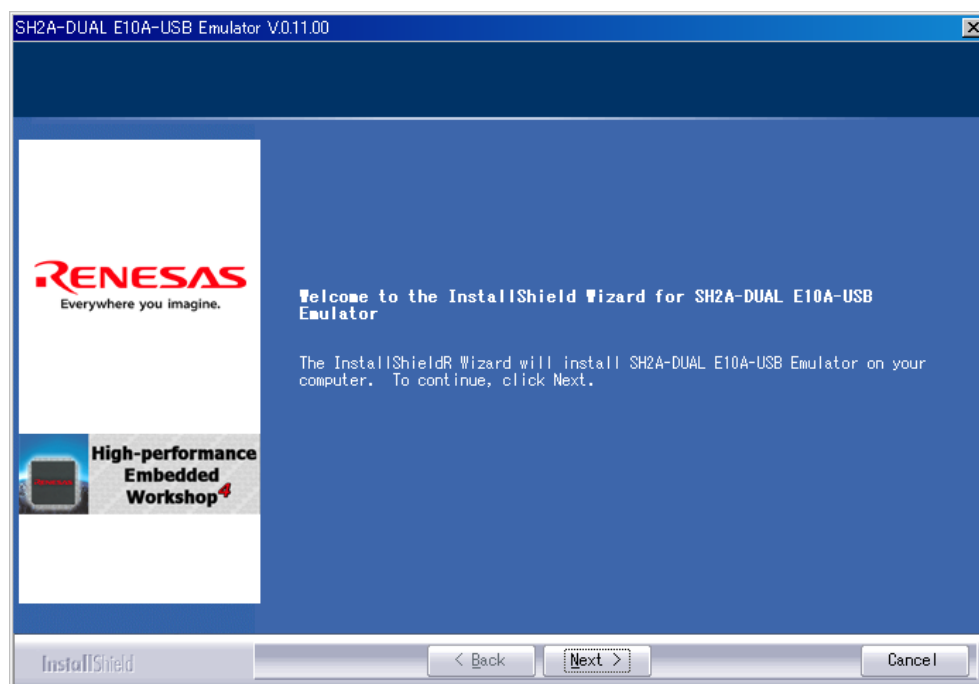 SH2A-DUAL E10A-USB Emulator V.0.11.00
RENESAS
Everywhere you imagine.
Welcome to the InstallShield Wizard for SH2A-DUAL E10A-USB
Emulator
The InstallShieldR Wizard will install SH2A-DUAL E10A-USB Emulator on your
computer. To continue, click Next.
High-performance
Embedded
Workshop4
RENESAS
InstallShield
< Back
Next >
Cancel